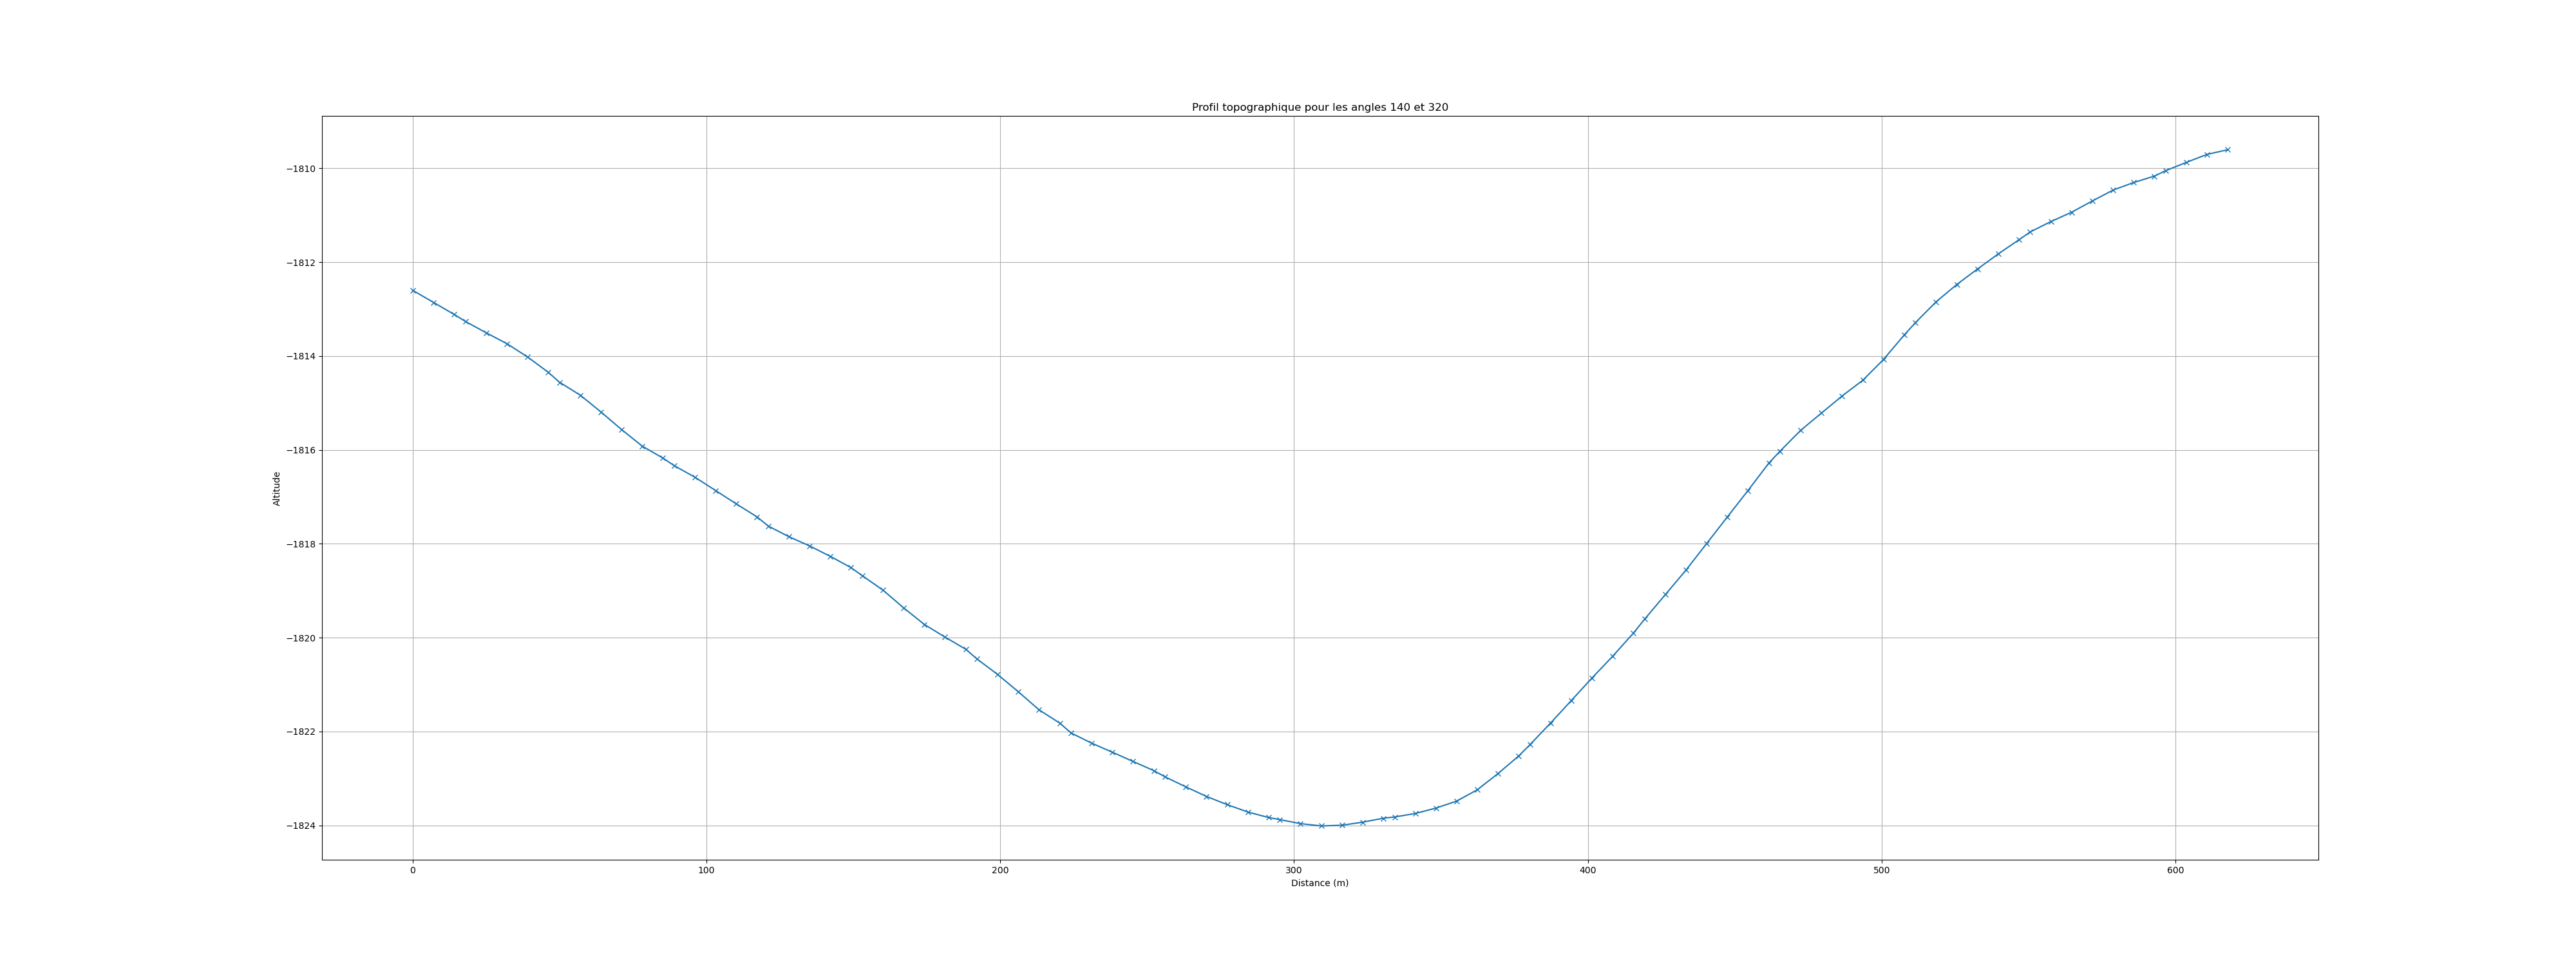 Profil topographique pour les angles 140 et 320
−1810
−1812
−1814
−1816
−1818
−1820
−1822
−1824
Altitude
0 100 200 300 400 500 600
Distance (m)